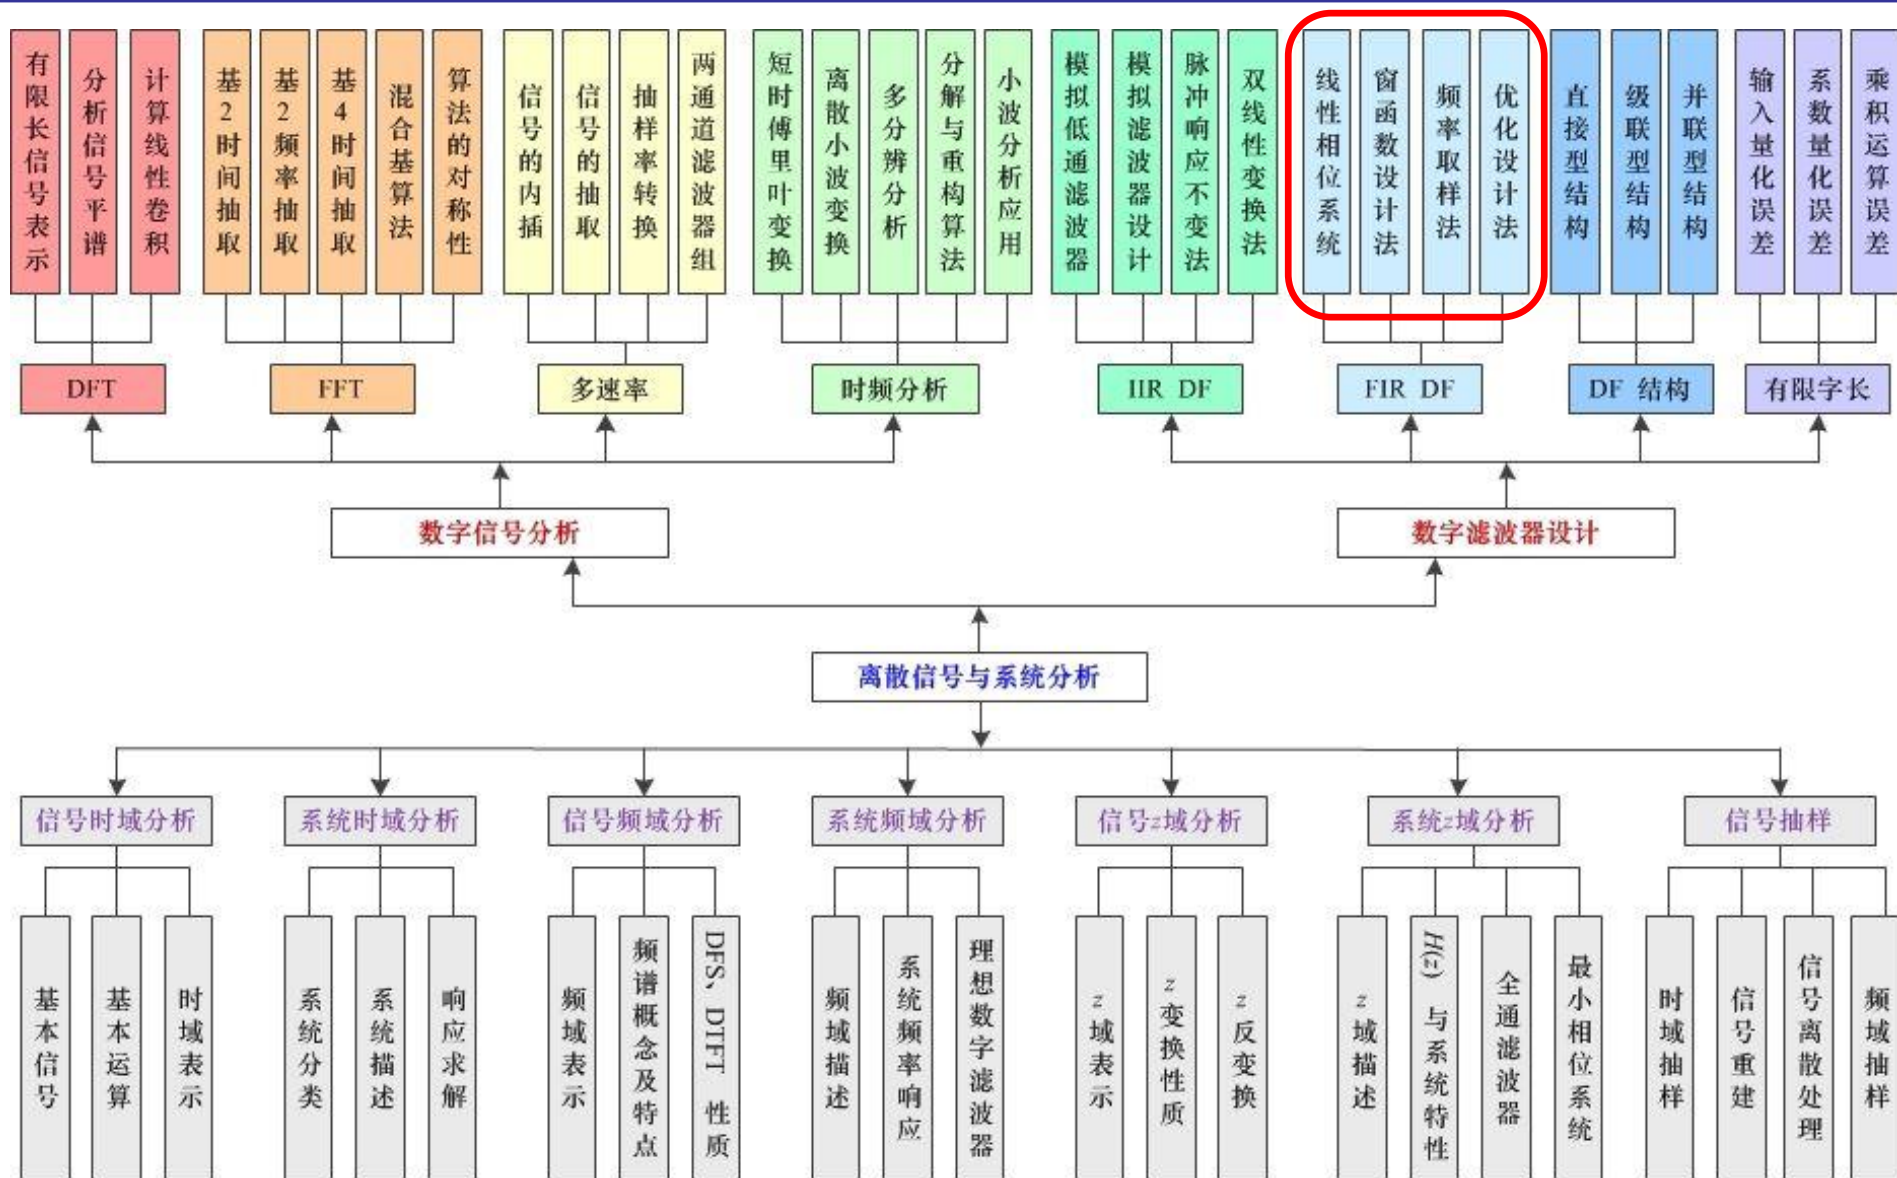 有限长信号表示
分析信号平谱
计算线性卷积
基2时间抽取
基2频率抽取
基4时间抽取
混合基算法
算法的对称性
信号的内插
信号的抽取
抽样率转换
两通道滤波器组
短时傅里叶变换
离散小波变换
多分辨分析
分解与重构算法
小波分析应用
模拟低通滤波器
模拟滤波器设计
脉冲响应不变法
双线性变换法
线性相位系统
窗函数设计法
频率取样法
优化设计法
直接型结构
级联型结构
并联型结构
输入量化误差
系数量化误差
乘积运算误差
DFT
FFT
多速率
时频分析
IIR DF
FIR DF
DF 结构
有限字长
数字信号分析
数字滤波器设计
离散信号与系统分析
信号时域分析
系统时域分析
信号频域分析
系统频域分析
信号z域分析
系统z域分析
信号抽样
基本信号
基本运算
时域表示
系统分类
系统描述
响应求解
频域表示
频谱概念及特点
DFS、DTFT 性质
频域描述
系统频率响应
理想数字滤波器
z域表示
z变换性质
z反变换
z域描述
H(z) 与系统特性
全通滤波器
最小相位系统
时域抽样
信号重建
信号离散处理
频域抽样